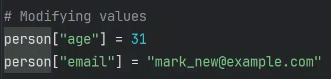 # Modifying values
person["age"] = 31
person["email"] = "mark_new@example.com"